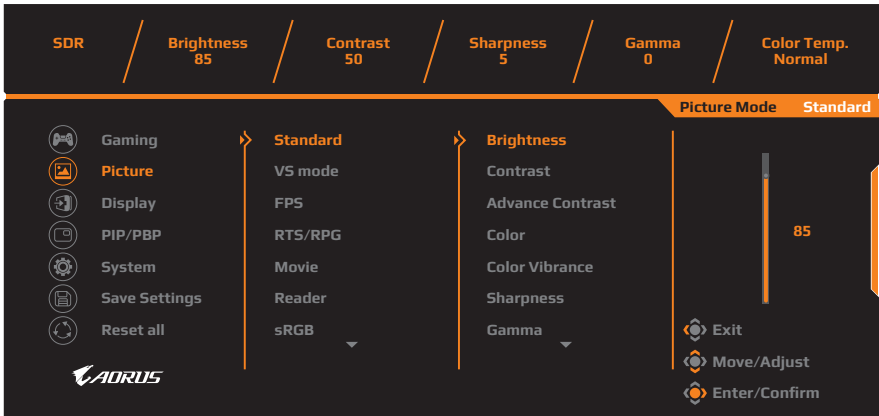 SDR
Brightness
85
Contrast
50
Sharpness
5
Gamma
0
Color Temp.
Normal
Picture Mode Standard
Gaming
Picture
Display
PIP/PBP
System
Save Settings
Reset all
Standard
VS mode
FPS
RTS/RPG
Movie
Reader
sRGB
Brightness
Contrast
Advance Contrast
Color
Color Vibrance
Sharpness
Gamma
85
Exit
Move/Adjust
Enter/Confirm
AORUS